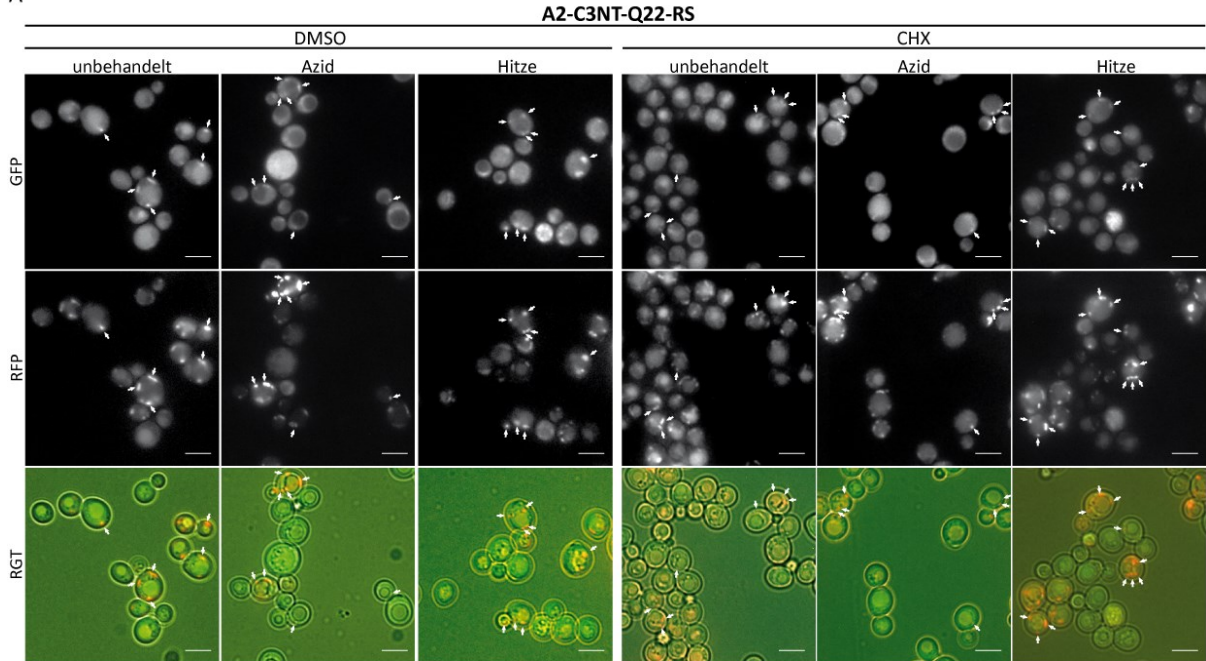 A2-C3NT-Q22-RS
DMSO CHX
unbehandelt Azid Hitze unbehandelt Azid Hitze
GFP
RFP
RGT